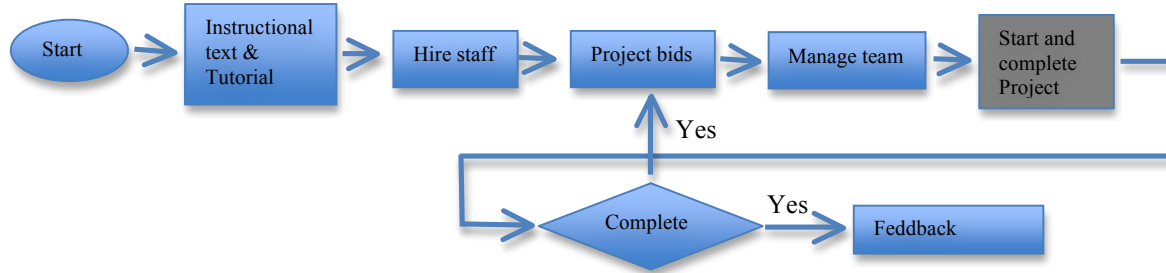 Start
Instructional
text &
Tutorial
Hire staff
Project bids
Manage team
Start and
complete
Project
Yes
Complete
Yes
Feddback